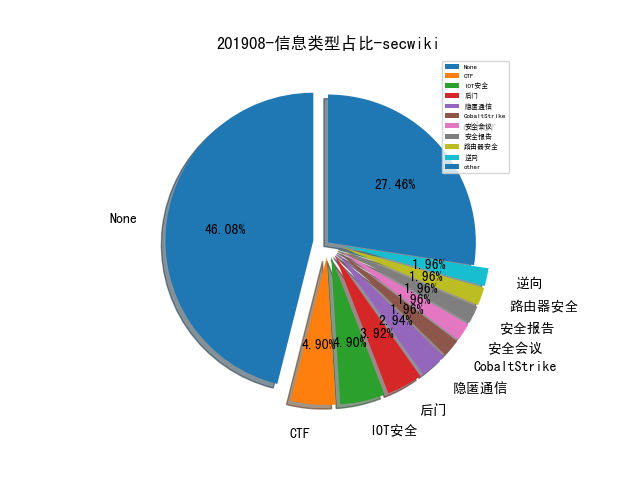 201908-信息类型占比-secwiki
None
CTF
IOT安全
后门
隐匿通信
CobaltStrike
安全会议
安全报告
路由器安全
逆向
other
27.46%
46.08%
None
1.96%
1.96%
1.96%
1.96%
1.96%
2.94%
3.92%
4.90%
4.90%
逆向
路由器安全
安全报告
安全会议
CobaltStrike
隐匿通信
后门
IOT安全
CTF